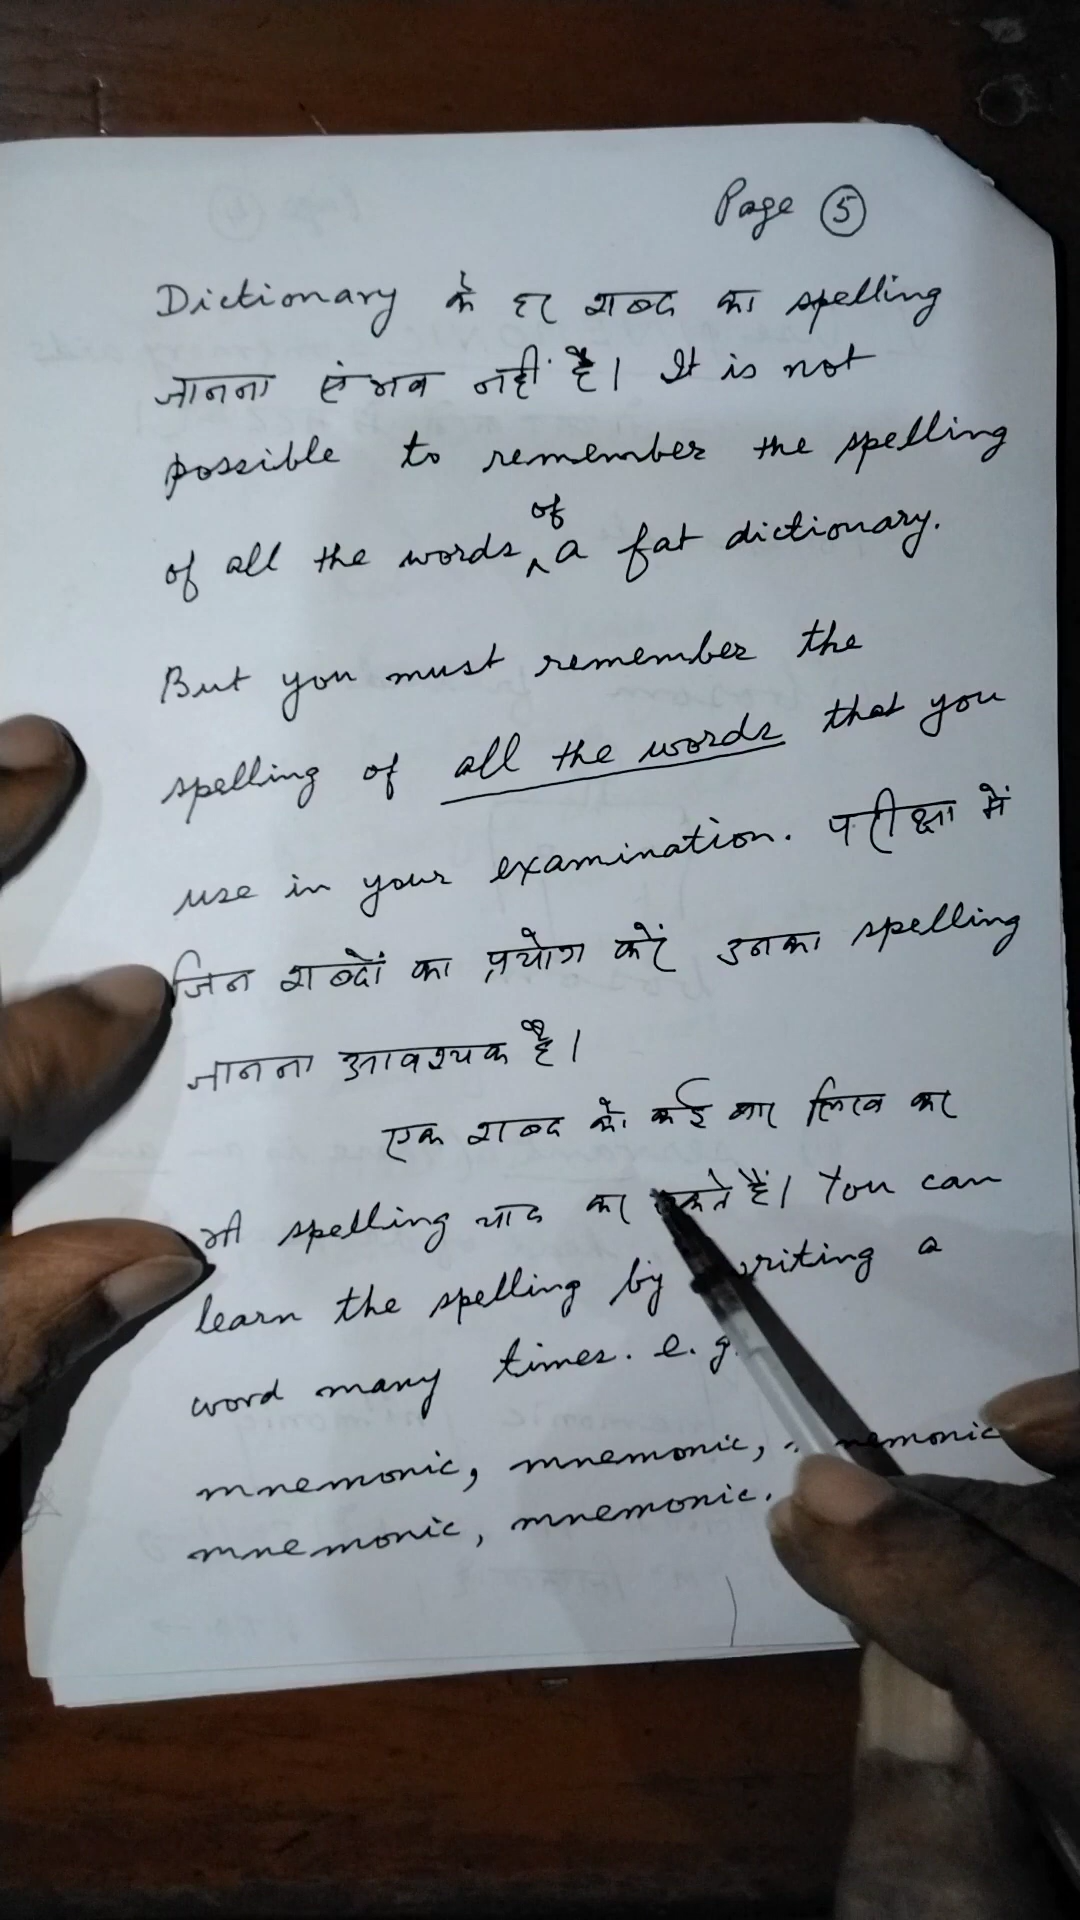 Page 5
Dictionary के हर शब्द का spelling
जानना संभव नहीं है। It is not
possible to remember the spelling
of all the words of a fat dictionary.
But you must remember the
spelling of all the words that you
use in your examination. परीक्षा में
जिन शब्दों का प्रयोग करें उनका spelling
जानना आवश्यक है।
एक शब्द को कई बार लिख कर
भी spelling याद कर सकते हैं। You can
learn the spelling by writing a
word many times. e.g.
mnemonic, mnemonic, mnemonic
mnemonic, mnemonic.